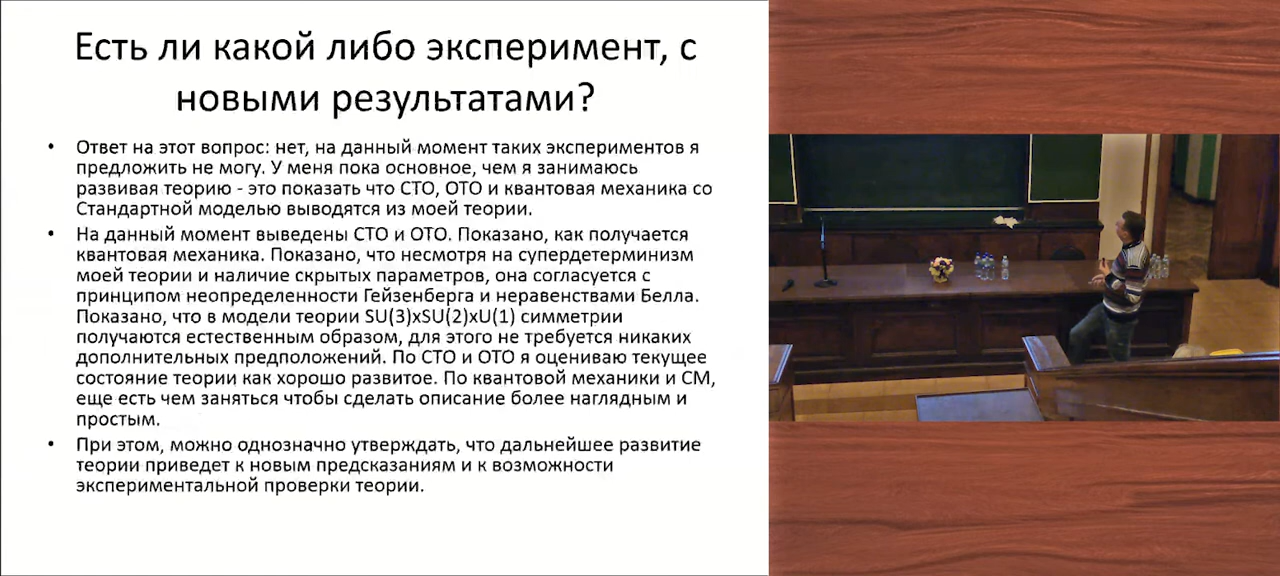 Есть ли какой либо эксперимент, с
новыми результатами?
• Ответ на этот вопрос: нет, на данный момент таких экспериментов я
предложить не могу. У меня пока основное, чем я занимаюсь
развивая теорию - это показать что СТО, ОТО и квантовая механика со
Стандартной моделью выводятся из моей теории.
• На данный момент выведены СТО и ОТО. Показано, как получается
квантовая механика. Показано, что несмотря на супердетерминизм
моей теории и наличие скрытых параметров, она согласуется с
принципом неопределенности Гейзенберга и неравенствами Белла.
Показано, что в модели теории SU(3)xSU(2)xU(1) симметрии
получаются естественным образом, для этого не требуется никаких
дополнительных предположений. По СТО и ОТО я оцениваю текущее
состояние теории как хорошо развитое. По квантовой механики и СМ,
еще есть чем заняться чтобы сделать описание более наглядным и
простым.
• При этом, можно однозначно утверждать, что дальнейшее развитие
теории приведет к новым предсказаниям и к возможности
экспериментальной проверки теории.